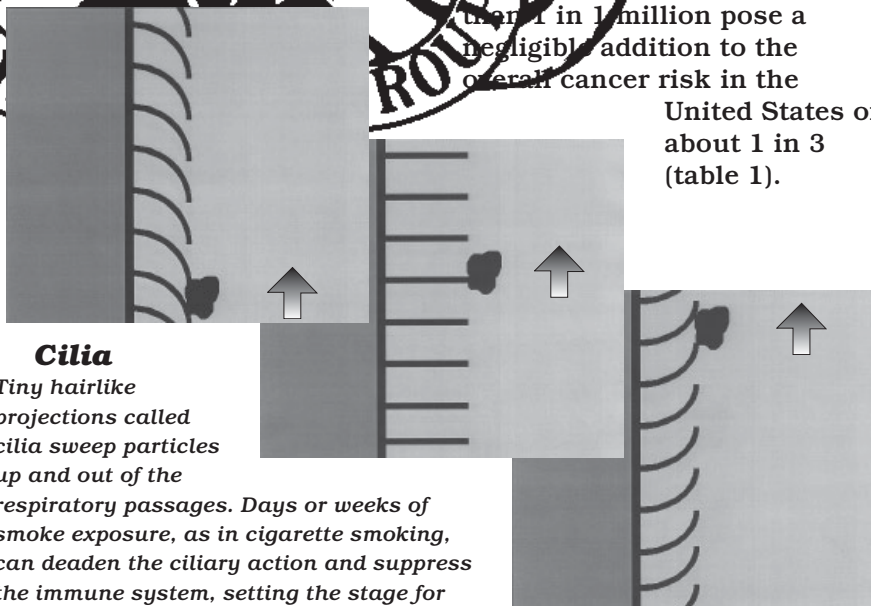 than 1 in 1 million pose a
negligible addition to the
overall cancer risk in the
United States of
about 1 in 3
(table 1).
ROU
Cilia
Tiny hairlike
projections called
cilia sweep particles
up and out of the
respiratory passages. Days or weeks of
smoke exposure, as in cigarette smoking,
can deaden the ciliary action and suppress
the immune system, setting the stage for